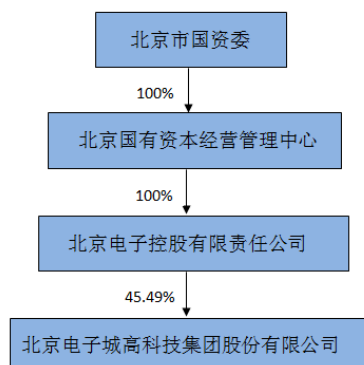 北京市国资委
100%
北京国有资本经营管理中心
100%
北京电子控股有限责任公司
45.49%
北京电子城高科技集团股份有限公司